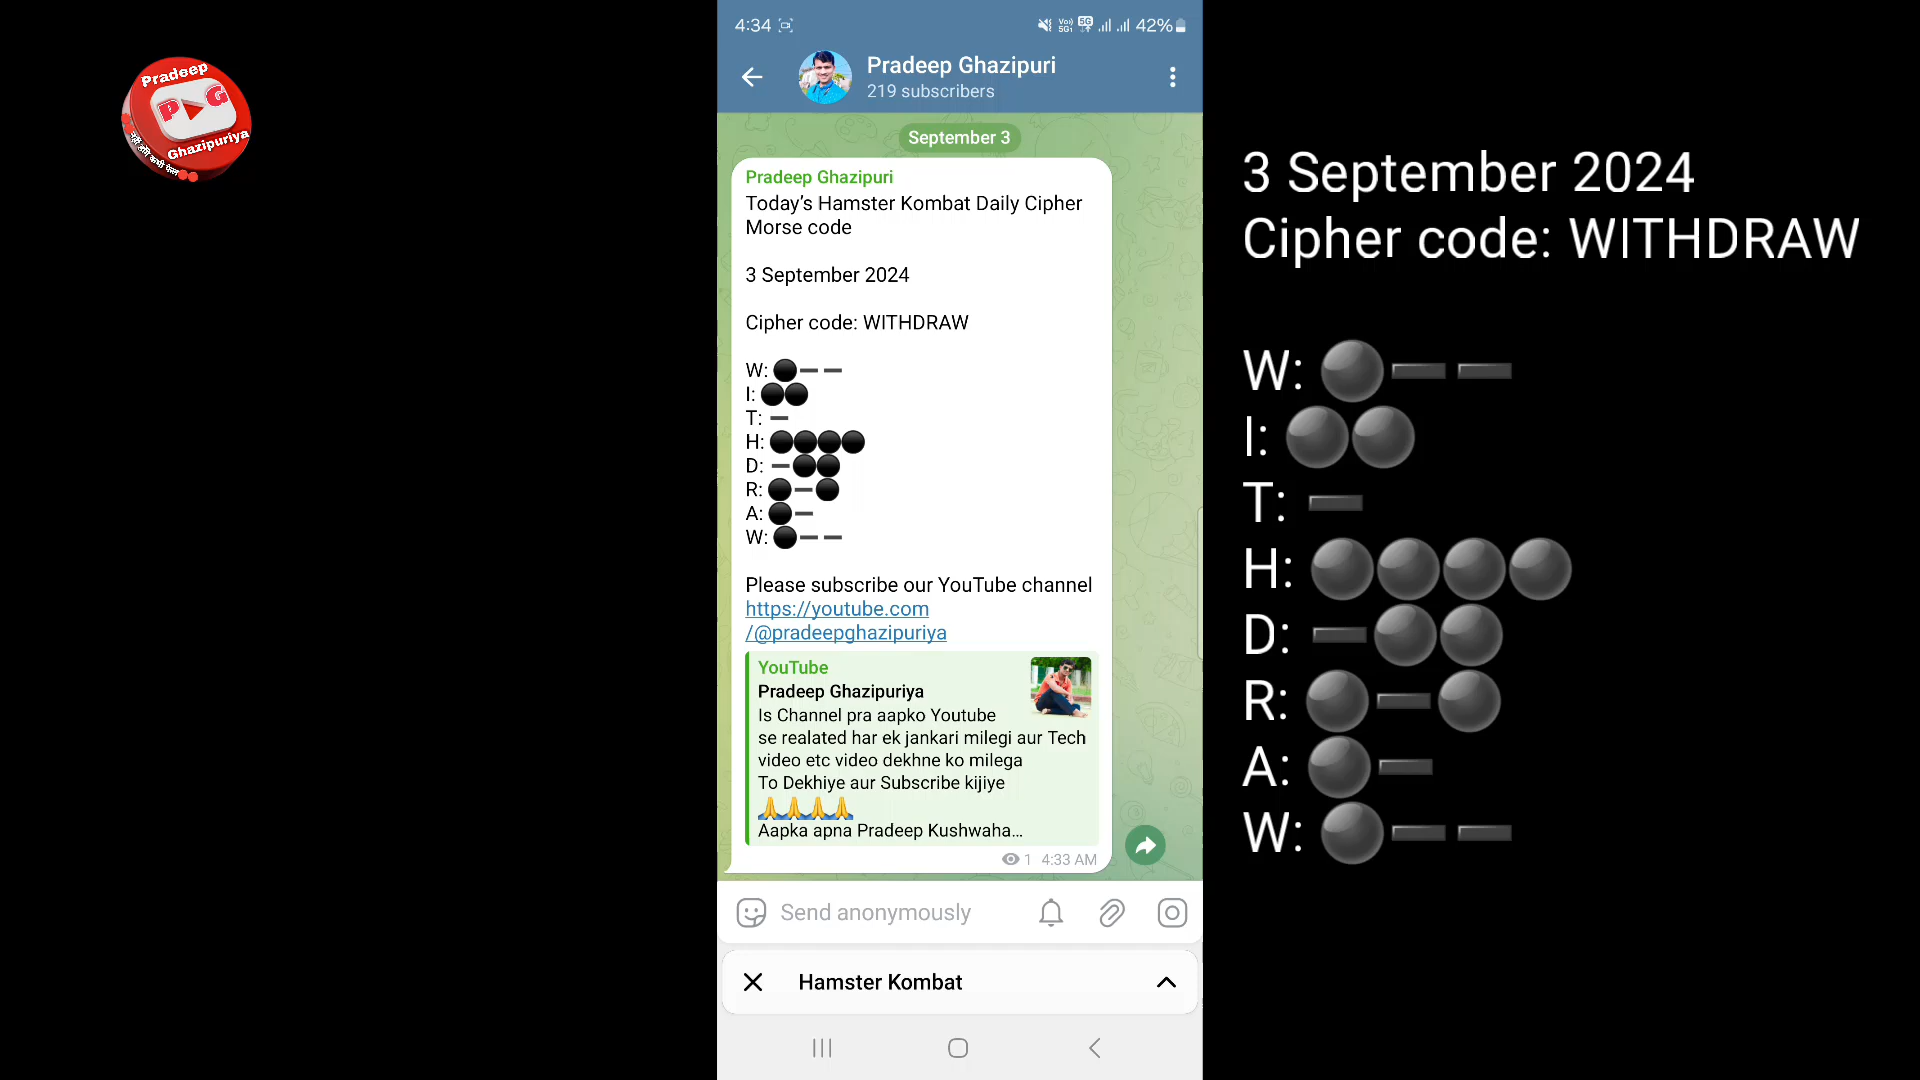 Pradeep
PG
Ghazipuriya
4:34
42%
Pradeep Ghazipuri
219 subscribers
September 3
Pradeep Ghazipuri
Today's Hamster Kombat Daily Cipher
Morse code
3 September 2024
Cipher code: WITHDRAW
W: ⚫➖➖
I: ⚫⚫
T: ➖
H: ⚫⚫⚫⚫
D: ➖⚫⚫
R: ⚫➖⚫
A: ⚫➖
W: ⚫➖➖
Please subscribe our YouTube channel
https://youtube.com
/@pradeepghazipuriya
YouTube
Pradeep Ghazipuriya
Is Channel pra aapko Youtube
se realated har ek jankari milegi aur Tech
video etc video dekhne ko milega
To Dekhiye aur Subscribe kijiye
🙏🙏🙏🙏
Aapka apna Pradeep Kushwaha...
1 4:33 AM
Send anonymously
Hamster Kombat
3 September 2024
Cipher code: WITHDRAW
W: ⚫➖➖
I: ⚫⚫
T: ➖
H: ⚫⚫⚫⚫
D: ➖⚫⚫
R: ⚫➖⚫
A: ⚫➖
W: ⚫➖➖